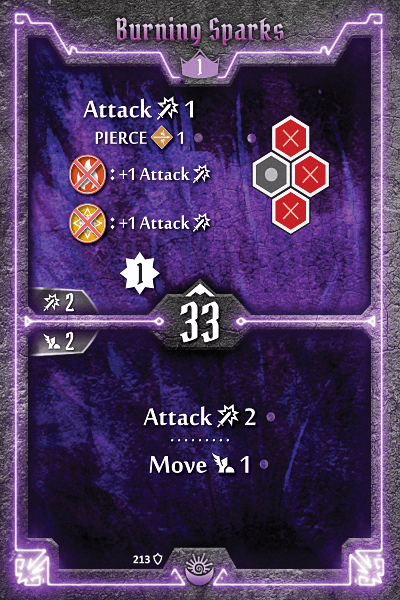 Burning Sparks
1
Attack 1
PIERCE 1
: +1 Attack
: +1 Attack
1
2
33
2
Attack 2
Move 1
213